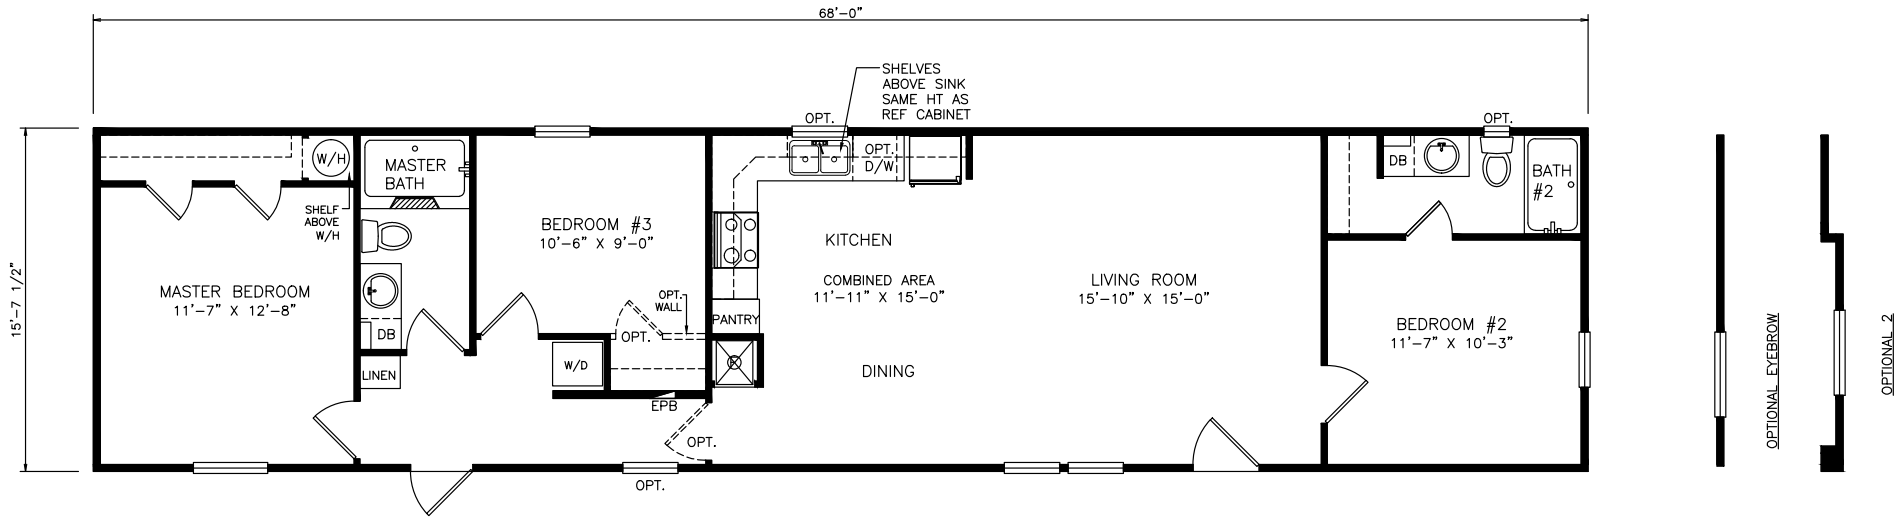 68'-0"
SHELVES
ABOVE SINK
SAME HT AS
REF CABINET
OPT.
OPT.
15'-7 1/2"
W/H
MASTER
BATH
OPT.
D/W
DB
BATH
#2
SHELF
ABOVE
W/H
BEDROOM #3
10'-6" X 9'-0"
KITCHEN
COMBINED AREA
11'-11" X 15'-0"
LIVING ROOM
15'-10" X 15'-0"
MASTER BEDROOM
11'-7" X 12'-8"
OPT.
WALL
PANTRY
BEDROOM #2
11'-7" X 10'-3"
DB
OPT.
W/D
LINEN
DINING
EPB
OPT.
OPT.
OPTIONAL EYEBROW
OPTIONAL 2